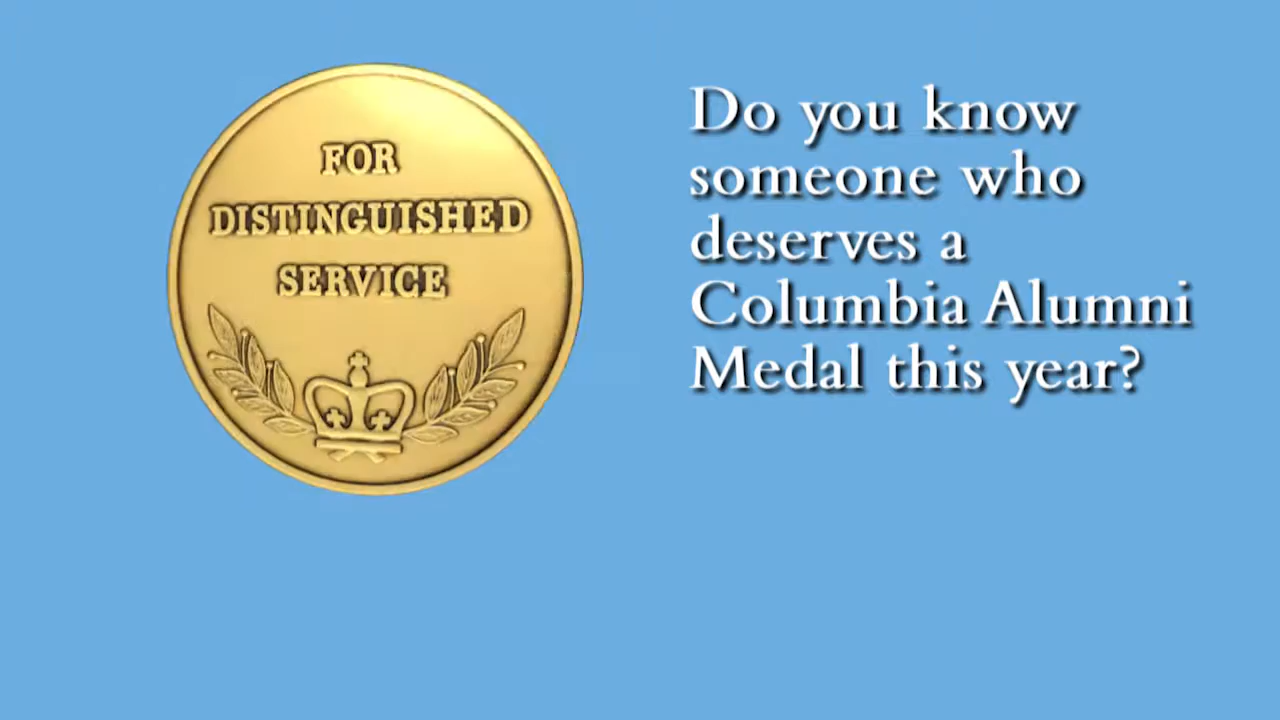 FOR
DISTINGUISHED
SERVICE
Do you know
someone who
deserves a
Columbia Alumni
Medal this year?